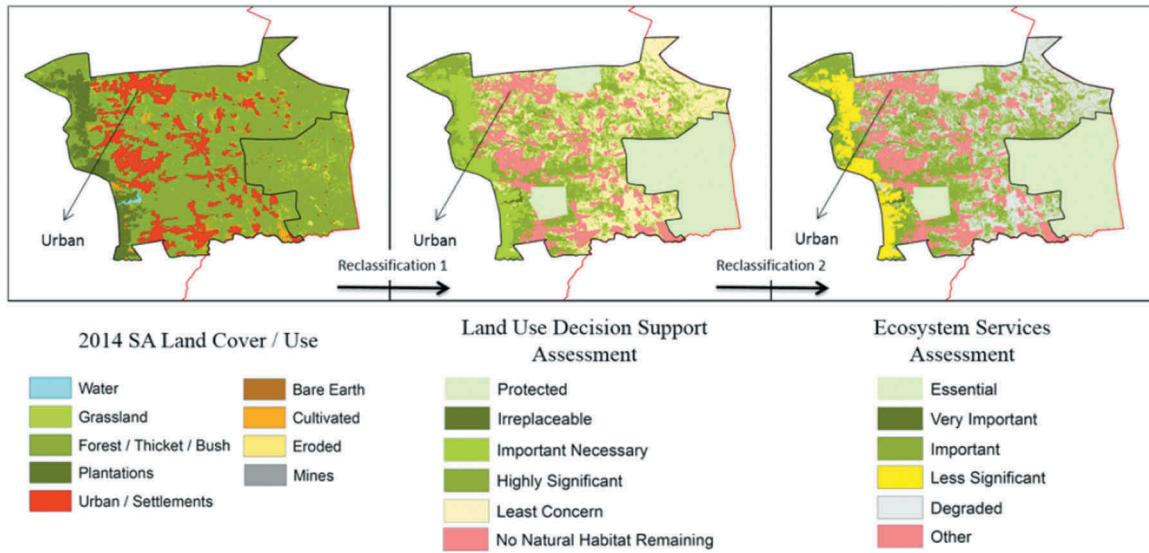 Urban
Urban
Urban
Reclassification 1
Reclassification 2
2014 SA Land Cover / Use
Water
Grassland
Forest / Thicket / Bush
Plantations
Urban / Settlements
Bare Earth
Cultivated
Eroded
Mines
Land Use Decision Support
Assessment
Protected
Irreplaceable
Important Necessary
Highly Significant
Least Concern
No Natural Habitat Remaining
Ecosystem Services
Assessment
Essential
Very Important
Important
Less Significant
Degraded
Other